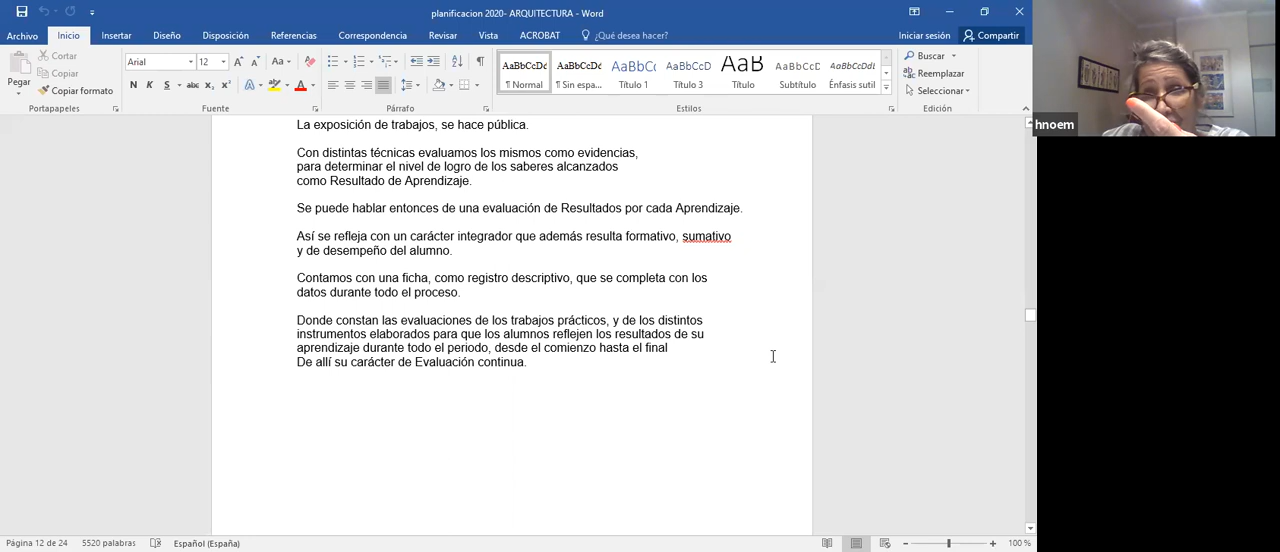 planificacion 2020- ARQUITECTURA - Word
Archivo Inicio Insertar Diseño Disposición Referencias Correspondencia Revisar Vista ACROBAT ¿Qué desea hacer? Iniciar sesión Compartir
Pegar
Cortar
Copiar
Copiar formato
Portapapeles
Arial 12
N K S abc x₂ x²
Fuente
Párrafo
AaBbCcDc AaBbCcDc AaBbC AaBbCcD AaB AaBbCcD AaBbCcDd
¶ Normal ¶ Sin espa... Título 1 Título 3 Título Subtítulo Énfasis sutil
Estilos
Buscar
Reemplazar
Seleccionar
Edición
hnoem
La exposición de trabajos, se hace pública.
Con distintas técnicas evaluamos los mismos como evidencias,
para determinar el nivel de logro de los saberes alcanzados
como Resultado de Aprendizaje.
Se puede hablar entonces de una evaluación de Resultados por cada Aprendizaje.
Así se refleja con un carácter integrador que además resulta formativo, sumativo
y de desempeño del alumno.
Contamos con una ficha, como registro descriptivo, que se completa con los
datos durante todo el proceso.
Donde constan las evaluaciones de los trabajos prácticos, y de los distintos
instrumentos elaborados para que los alumnos reflejen los resultados de su
aprendizaje durante todo el periodo, desde el comienzo hasta el final
De allí su carácter de Evaluación continua.
Página 12 de 24 5520 palabras Español (España) 100 %